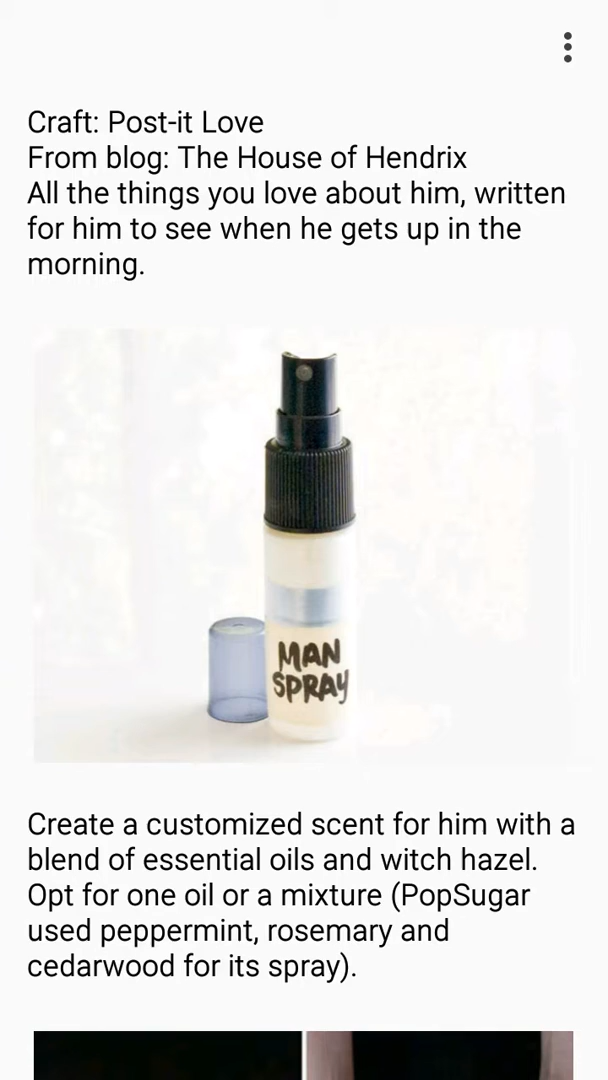 Craft: Post-it Love
From blog: The House of Hendrix
All the things you love about him, written
for him to see when he gets up in the
morning.
MAN
SPRAY
Create a customized scent for him with a
blend of essential oils and witch hazel.
Opt for one oil or a mixture (PopSugar
used peppermint, rosemary and
cedarwood for its spray).